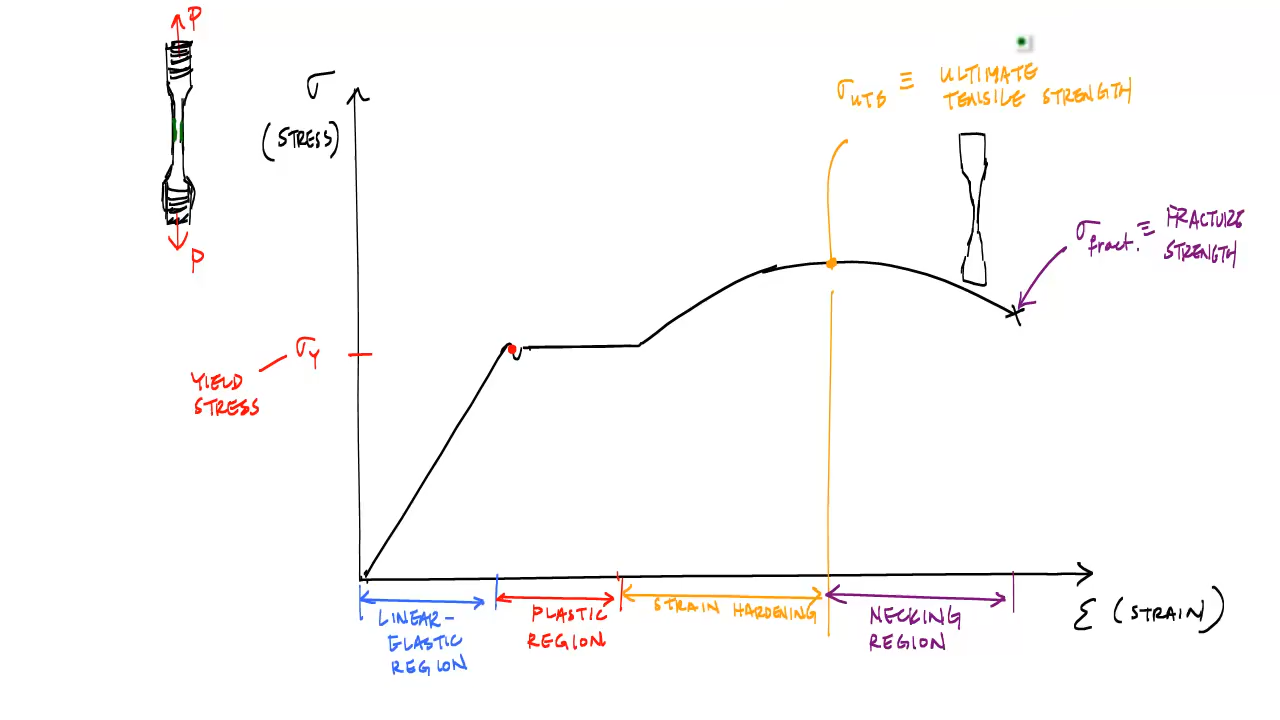 P
P
σ
(STRESS)
σUTS ≡ ULTIMATE
TENSILE STRENGTH
σfract. ≡ FRACTURE
STRENGTH
σY
YIELD
STRESS
LINEAR-
ELASTIC
REGION
PLASTIC
REGION
STRAIN HARDENING
NECKING
REGION
ε (STRAIN)